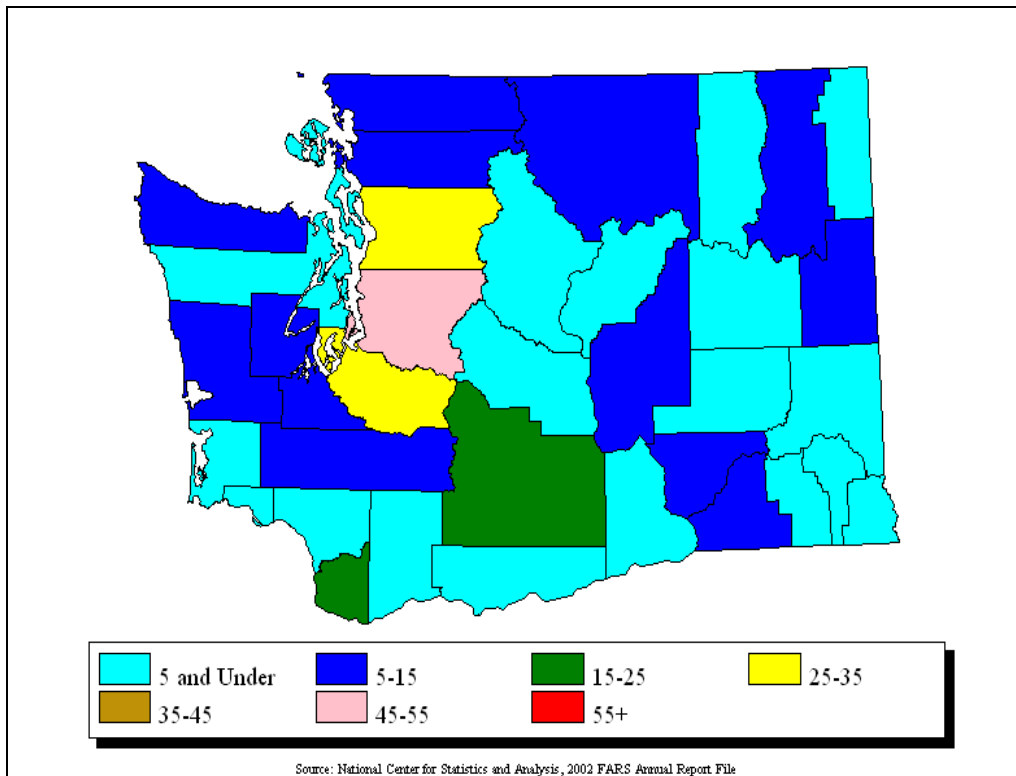 5 and Under 5-15 15-25 25-35
35-45 45-55 55+
Source: National Center for Statistics and Analysis, 2002 FARS Annual Report File